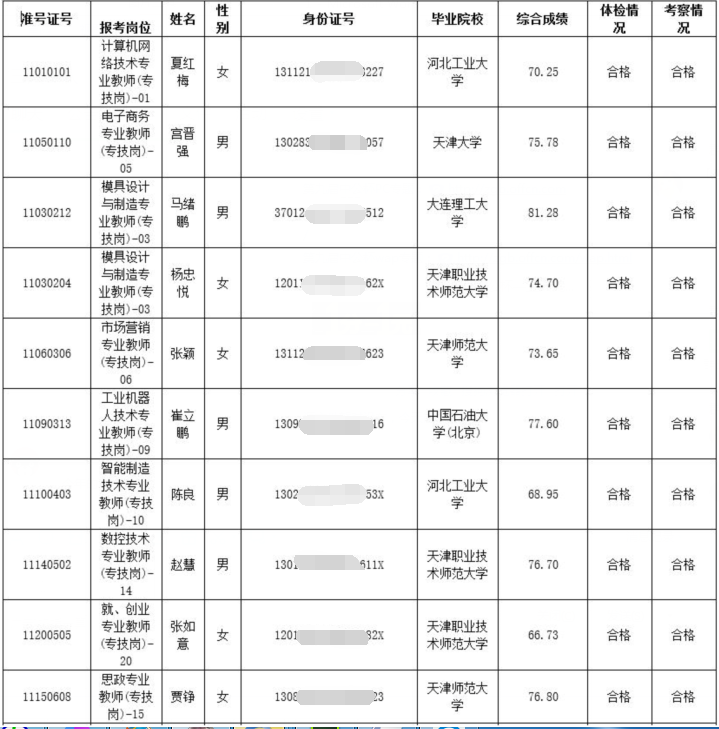 准号证号 报考岗位 姓名 性别 身份证号 毕业院校 综合成绩 体检情况 考察情况
11010101 计算机网络技术专业教师(专技岗)-01 夏红梅 女 131121 227 河北工业大学 70.25 合格 合格
11050110 电子商务专业教师(专技岗)-05 宫晋强 男 130283 057 天津大学 75.78 合格 合格
11030212 模具设计与制造专业教师(专技岗)-03 马绪鹏 男 37012 512 大连理工大学 81.28 合格 合格
11030204 模具设计与制造专业教师(专技岗)-03 杨忠悦 女 1201 62X 天津职业技术师范大学 74.70 合格 合格
11060306 市场营销专业教师(专技岗)-06 张颖 女 13112 623 天津师范大学 73.65 合格 合格
11090313 工业机器人技术专业教师(专技岗)-09 崔立鹏 男 1309 16 中国石油大学(北京) 77.60 合格 合格
11100403 智能制造技术专业教师(专技岗)-10 陈良 男 1302 53X 河北工业大学 68.95 合格 合格
11140502 数控技术专业教师(专技岗)-14 赵慧 男 1301 611X 天津职业技术师范大学 76.70 合格 合格
11200505 就、创业专业教师(专技岗)-20 张如意 女 1201 32X 天津职业技术师范大学 66.73 合格 合格
11150608 思政专业教师(专技岗)-15 贾铮 女 1308 23 天津师范大学 76.80 合格 合格